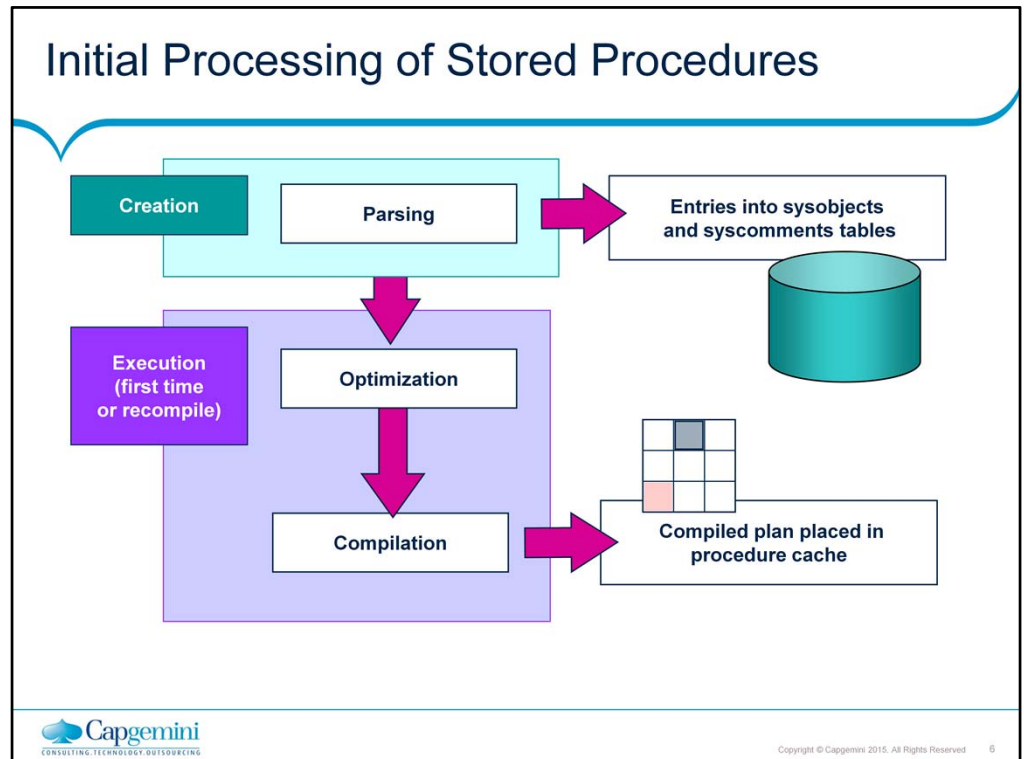 Initial Processing of Stored Procedures
Creation
Parsing
Entries into sysobjects
and syscomments tables
Execution
(first time
or recompile)
Optimization
Compilation
Compiled plan placed in
procedure cache
Capgemini
CONSULTING.TECHNOLOGY.OUTSOURCING
Copyright © Capgemini 2015. All Rights Reserved 6